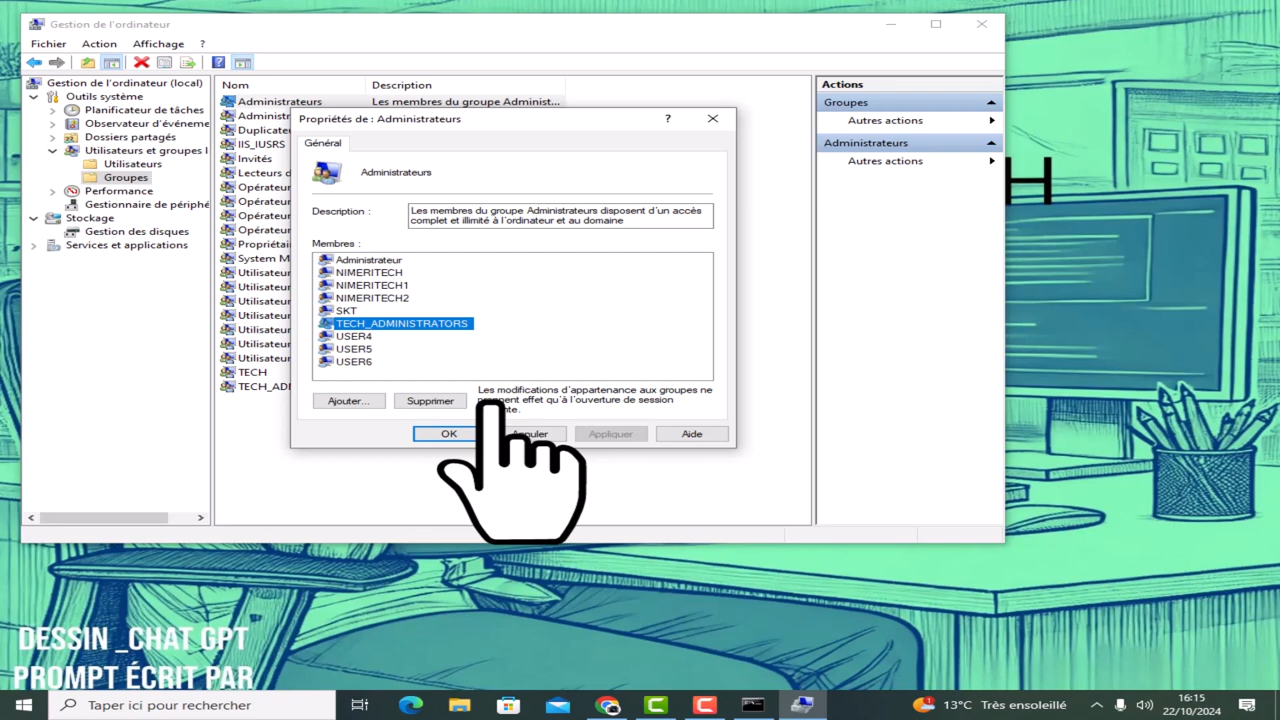 Gestion de l'ordinateur
Fichier Action Affichage ?
Gestion de l'ordinateur (local)
Outils système
Planificateur de tâches
Observateur d'événeme
Dossiers partagés
Utilisateurs et groupes l
Utilisateurs
Groupes
Performance
Gestionnaire de périphé
Stockage
Gestion des disques
Services et applications
Nom Description
Administrateurs Les membres du groupe Administ...
Administr
Duplicate
IIS_IUSRS
Invités
Lecteurs d
Opérateur
Opérateur
Opérateur
Opérateur
Propriétai
System M
Utilisateur
Utilisateur
Utilisateur
Utilisateur
Utilisateur
Utilisateur
Utilisateur
TECH
TECH_ADI
Propriétés de : Administrateurs ?
Général
Administrateurs
Description :
Les membres du groupe Administrateurs disposent d'un accès
complet et illimité à l'ordinateur et au domaine
Membres :
Administrateur
NIMERITECH
NIMERITECH1
NIMERITECH2
SKT
TECH_ADMINISTRATORS
USER4
USER5
USER6
Ajouter... Supprimer
Les modifications d'appartenance aux groupes ne
effet qu'à l'ouverture de session
OK Appliquer Aide
Actions
Groupes
Autres actions
Administrateurs
Autres actions
H
DESSIN _CHAT GPT
PROMPT ÉCRIT PAR
Taper ici pour rechercher
13°C Très ensoleillé
16:15
22/10/2024